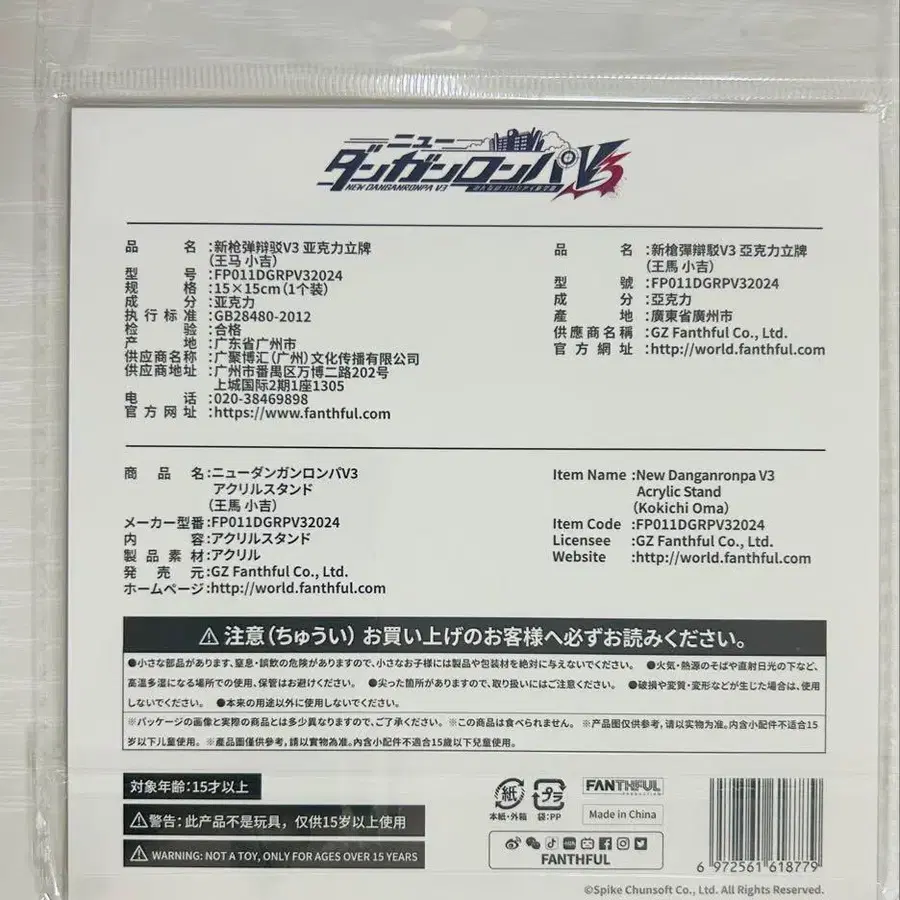 ニュー
ダンガンロンパV3
NEW DANGANRONPA V3
品名:新枪弹辩驳V3 亚克力立牌
(王马 小吉)
型号:FP011DGRPV32024
规格:15×15cm(1个装)
成分:亚克力
执行标准:GB28480-2012
检验:合格
产地:广东省广州市
供应商名称:广聚博汇(广州)文化传播有限公司
供应商地址:广州市番禺区万博二路202号
上城国际2期1座1305
电话:020-38469898
官方网址:https://www.fanthful.com
品名:新槍彈辯駁V3 亞克力立牌
(王馬 小吉)
型號:FP011DGRPV32024
成分:亞克力
產地:廣東省廣州市
供應商名稱:GZ Fanthful Co., Ltd.
官方網址:http://world.fanthful.com
商品名:ニューダンガンロンパV3
アクリルスタンド
(王馬 小吉)
メーカー型番:FP011DGRPV32024
内容:アクリルスタンド
製品素材:アクリル
発売元:GZ Fanthful Co., Ltd.
ホームページ:http://world.fanthful.com
Item Name :New Danganronpa V3
Acrylic Stand
(Kokichi Oma)
Item Code :FP011DGRPV32024
Licensee :GZ Fanthful Co., Ltd.
Website :http://world.fanthful.com
⚠ 注意(ちゅうい) お買い上げのお客様へ必ずお読みください。
●小さな部品があります、窒息・誤飲の危険がありますので、小さなお子様には製品や包装材を絶対に与えないでください。 ●火気・熱源のそばや直射日光の下など、
高温多湿になる場所での使用、保管はお避けください。 ●尖った箇所がありますので、取り扱いにはご注意ください。 ●破損や変質・変形などが生じた場合は、使用
しないでください。 ●本来の用途以外に使用しないでください。
※パッケージの画像と実際の商品とは多少異なりますので、ご了承ください。※この商品は食べられません。 ※产品图仅供参考,请以实物为准。内含小配件不适合15
岁以下儿童使用。 ※產品圖僅供參考,請以實物為准。内含小配件不適合15歲以下兒童使用。
対象年齢:15才以上
⚠警告: 此产品不是玩具，仅供15岁以上使用
⚠ WARNING: NOT A TOY, ONLY FOR AGES OVER 15 YEARS
紙
本紙・外箱
プラ
袋:PP
FANTHFUL
PRODUCTION
Made in China
FANTHFUL
6 972561 618779
©Spike Chunsoft Co., Ltd. All Rights Reserved.